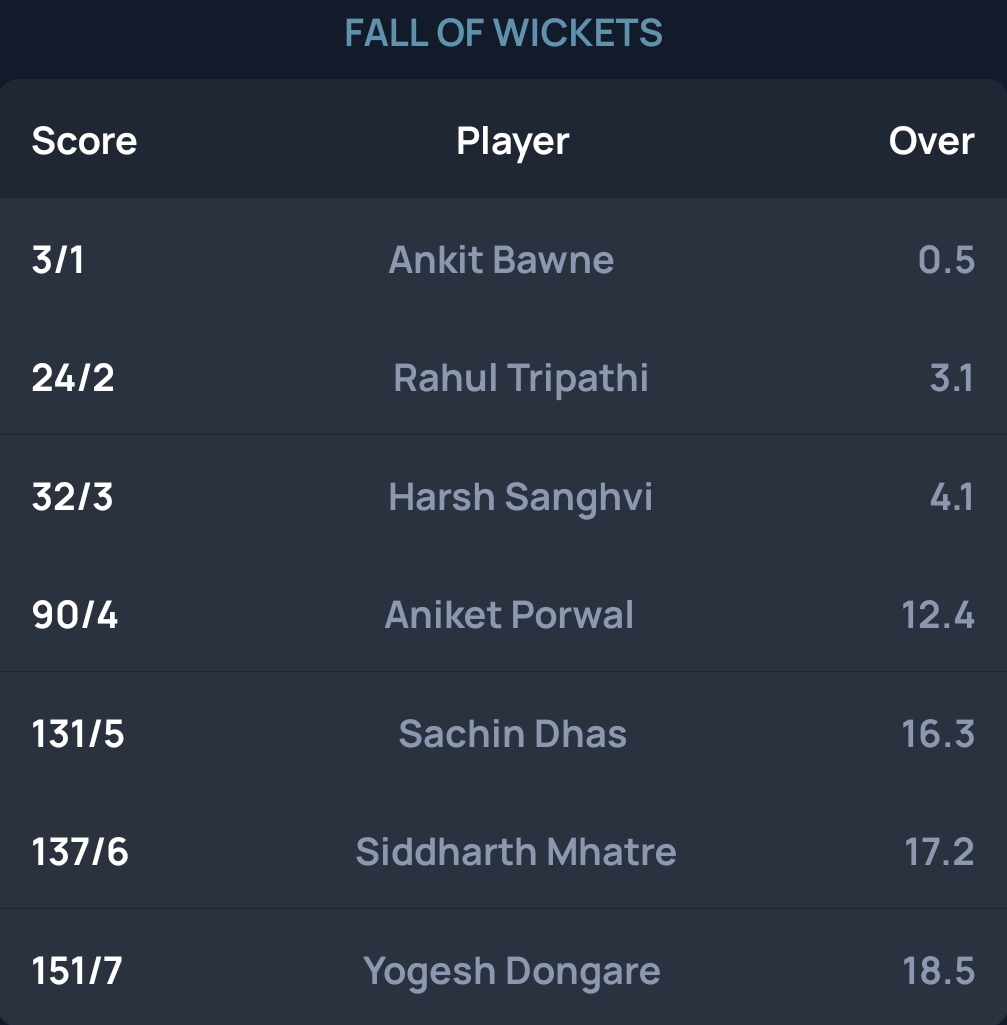 FALL OF WICKETS
Score Player Over
3/1 Ankit Bawne 0.5
24/2 Rahul Tripathi 3.1
32/3 Harsh Sanghvi 4.1
90/4 Aniket Porwal 12.4
131/5 Sachin Dhas 16.3
137/6 Siddharth Mhatre 17.2
151/7 Yogesh Dongare 18.5